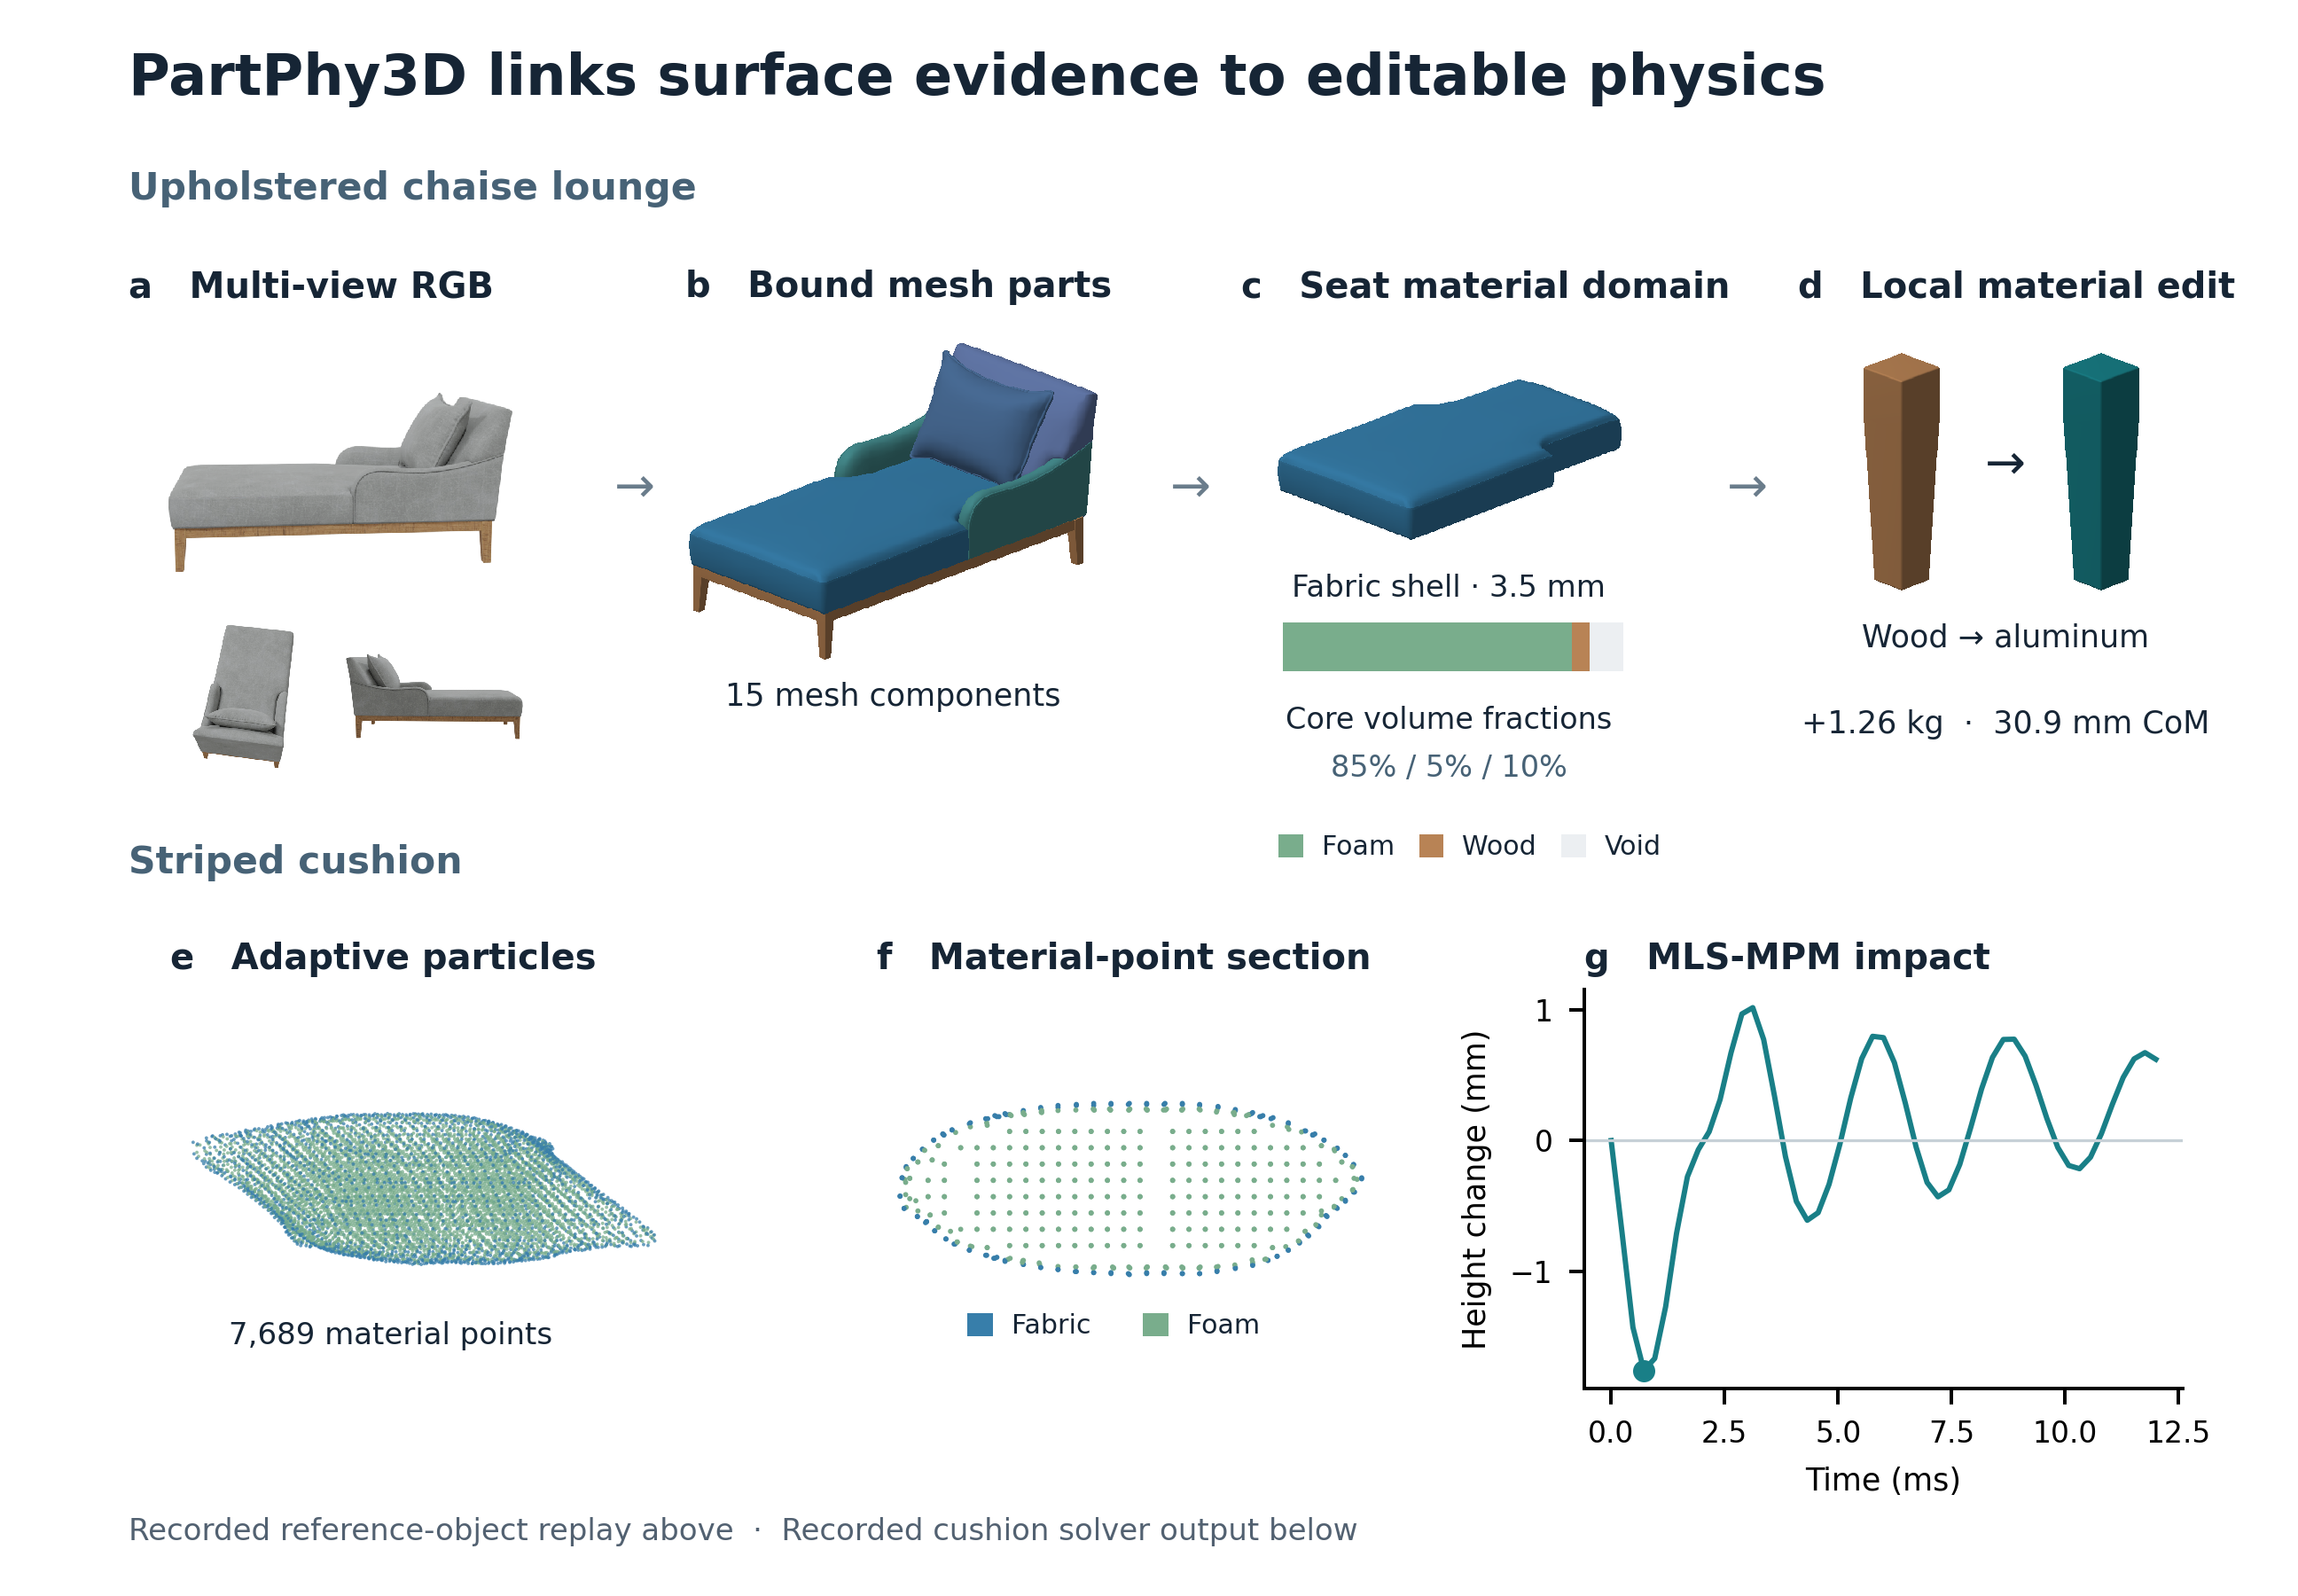 PartPhy3D links surface evidence to editable physics
Upholstered chaise lounge
a Multi-view RGB
b Bound mesh parts
c Seat material domain
d Local material edit
→
→
→
→
15 mesh components
Fabric shell · 3.5 mm
Core volume fractions
85% / 5% / 10%
Foam Wood Void
Wood → aluminum
+1.26 kg · 30.9 mm CoM
Striped cushion
e Adaptive particles
7,689 material points
f Material-point section
Fabric Foam
g MLS-MPM impact
Height change (mm)
1
0
−1
0.0 2.5 5.0 7.5 10.0 12.5
Time (ms)
Recorded reference-object replay above · Recorded cushion solver output below